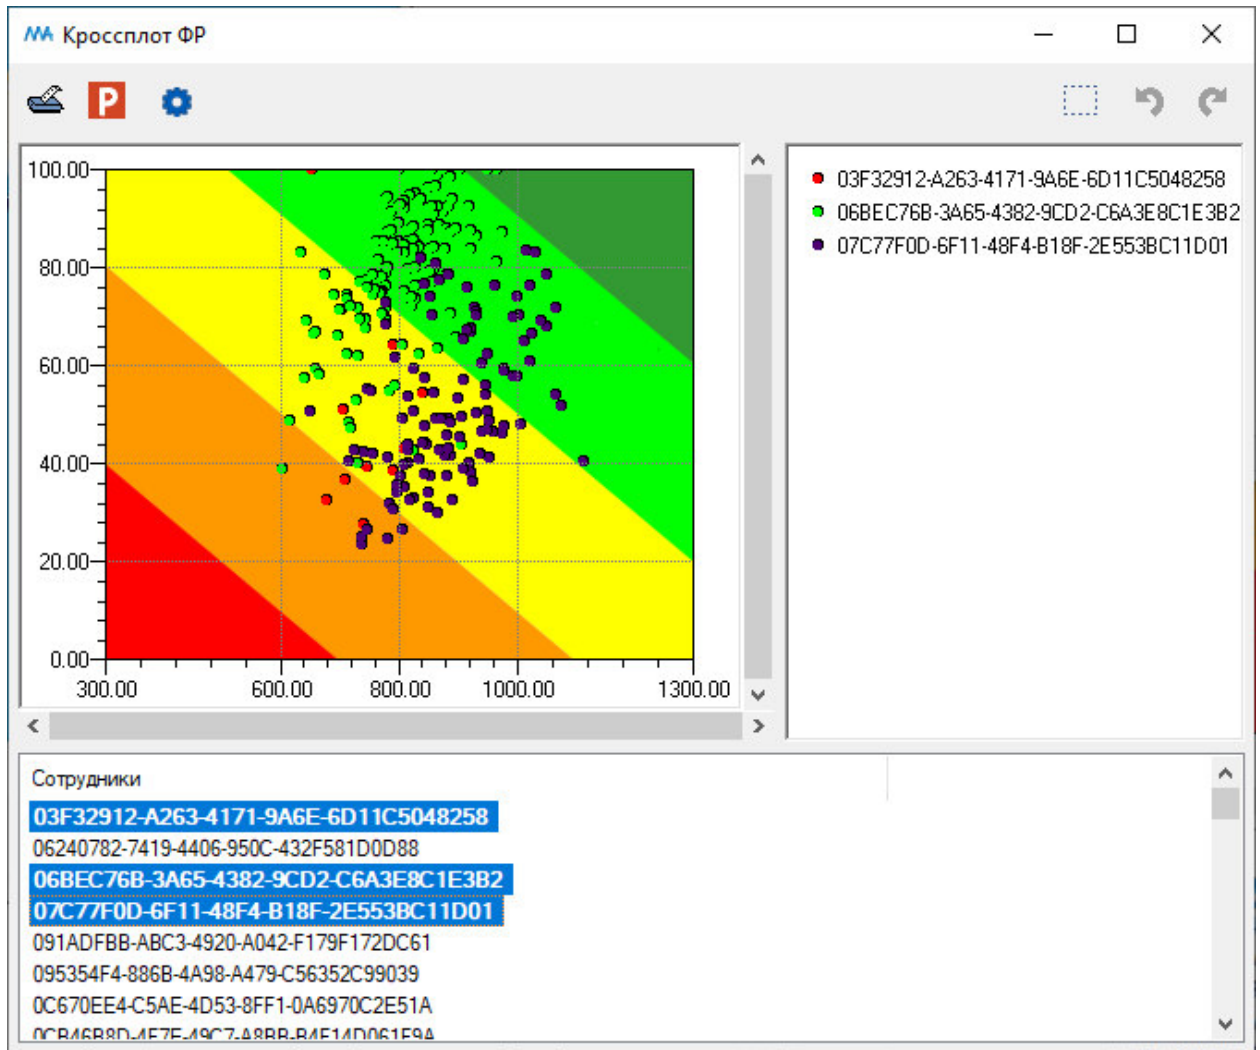 Кроссплот ФР
P
100.00
80.00
60.00
40.00
20.00
0.00
300.00 600.00 800.00 1000.00 1300.00
03F32912-A263-4171-9A6E-6D11C5048258
06BEC76B-3A65-4382-9CD2-C6A3E8C1E3B2
07C77F0D-6F11-48F4-B18F-2E553BC11D01
Сотрудники
03F32912-A263-4171-9A6E-6D11C5048258
06240782-7419-4406-950C-432F581D0D88
06BEC76B-3A65-4382-9CD2-C6A3E8C1E3B2
07C77F0D-6F11-48F4-B18F-2E553BC11D01
091ADFBB-ABC3-4920-A042-F179F172DC61
095354F4-886B-4A98-A479-C56352C99039
0C670EE4-C5AE-4D53-8FF1-0A6970C2E51A